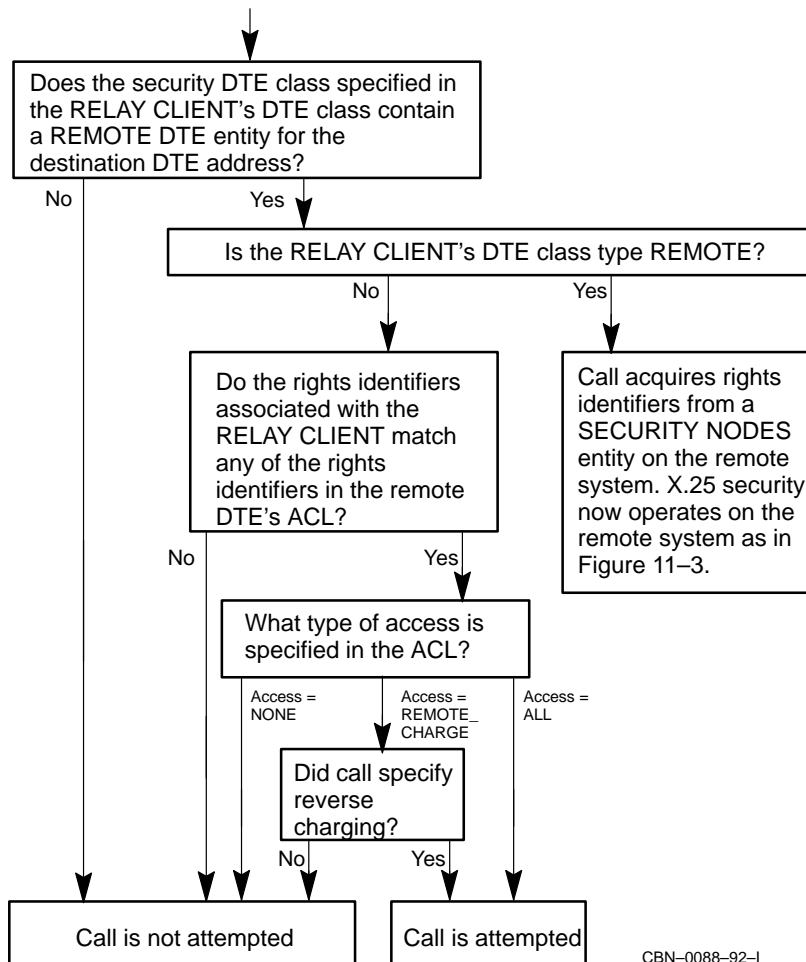 Does the security DTE class specified in
the RELAY CLIENT's DTE class contain
a REMOTE DTE entity for the
destination DTE address?
No
Yes
Is the RELAY CLIENT's DTE class type REMOTE?
No
Yes
Do the rights identifiers
associated with the
RELAY CLIENT match
any of the rights
identifiers in the remote
DTE's ACL?
Call acquires rights
identifiers from a
SECURITY NODES
entity on the remote
system. X.25 security
now operates on the
remote system as in
Figure 11–3.
No
Yes
What type of access is
specified in the ACL?
Access =
NONE
Access =
REMOTE_
CHARGE
Access =
ALL
Did call specify
reverse
charging?
No
Yes
Call is not attempted
Call is attempted
CBN–0088–92–I